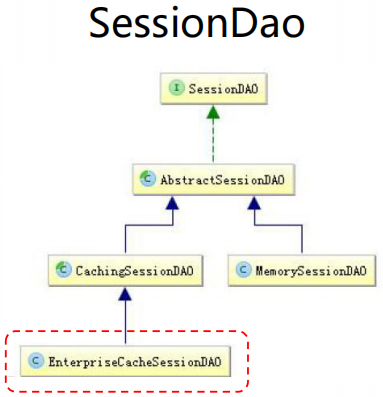 SessionDao
I SessionDAO
C AbstractSessionDAO
C CachingSessionDAO
C MemorySessionDAO
C EnterpriseCacheSessionDAO